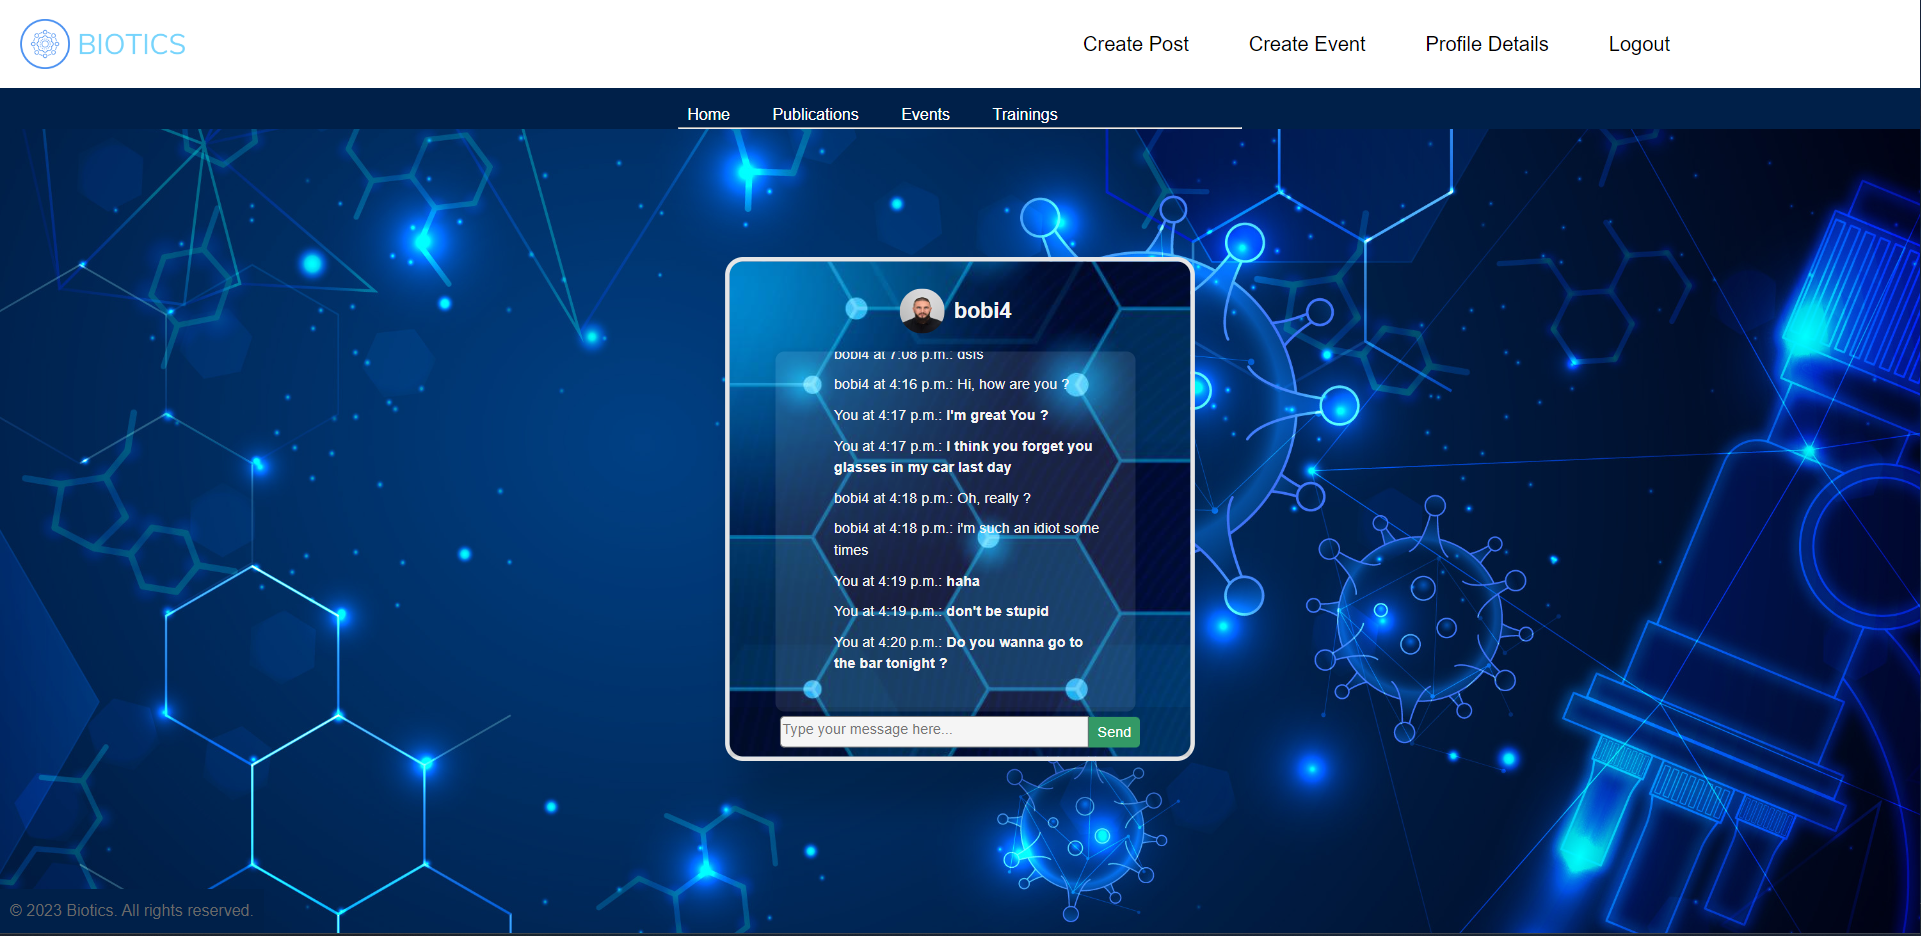 BIOTICS
Create Post
Create Event
Profile Details
Logout
Home
Publications
Events
Trainings
bobi4
bobi4 at 7:08 p.m.: dsfs
bobi4 at 4:16 p.m.: Hi, how are you ?
You at 4:17 p.m.: I'm great You ?
You at 4:17 p.m.: I think you forget you
glasses in my car last day
bobi4 at 4:18 p.m.: Oh, really ?
bobi4 at 4:18 p.m.: i'm such an idiot some
times
You at 4:19 p.m.: haha
You at 4:19 p.m.: don't be stupid
You at 4:20 p.m.: Do you wanna go to
the bar tonight ?
Type your message here...
Send
© 2023 Biotics. All rights reserved.